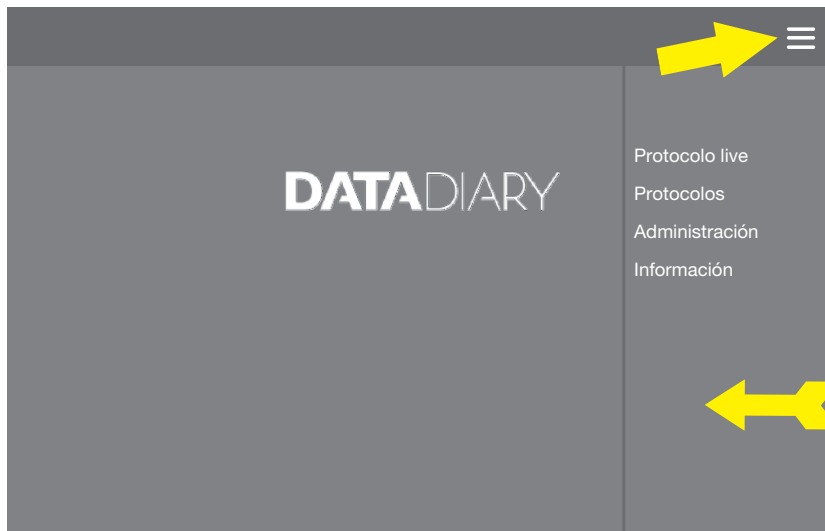 DATADIARY
Protocolo live
Protocolos
Administración
Información